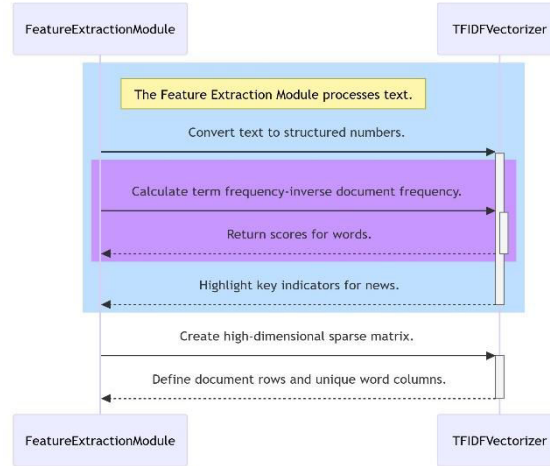 FeatureExtractionModule
TFIDFVectorizer
The Feature Extraction Module processes text.
Convert text to structured numbers.
Calculate term frequency-inverse document frequency.
Return scores for words.
Highlight key indicators for news.
Create high-dimensional sparse matrix.
Define document rows and unique word columns.
FeatureExtractionModule
TFIDFVectorizer